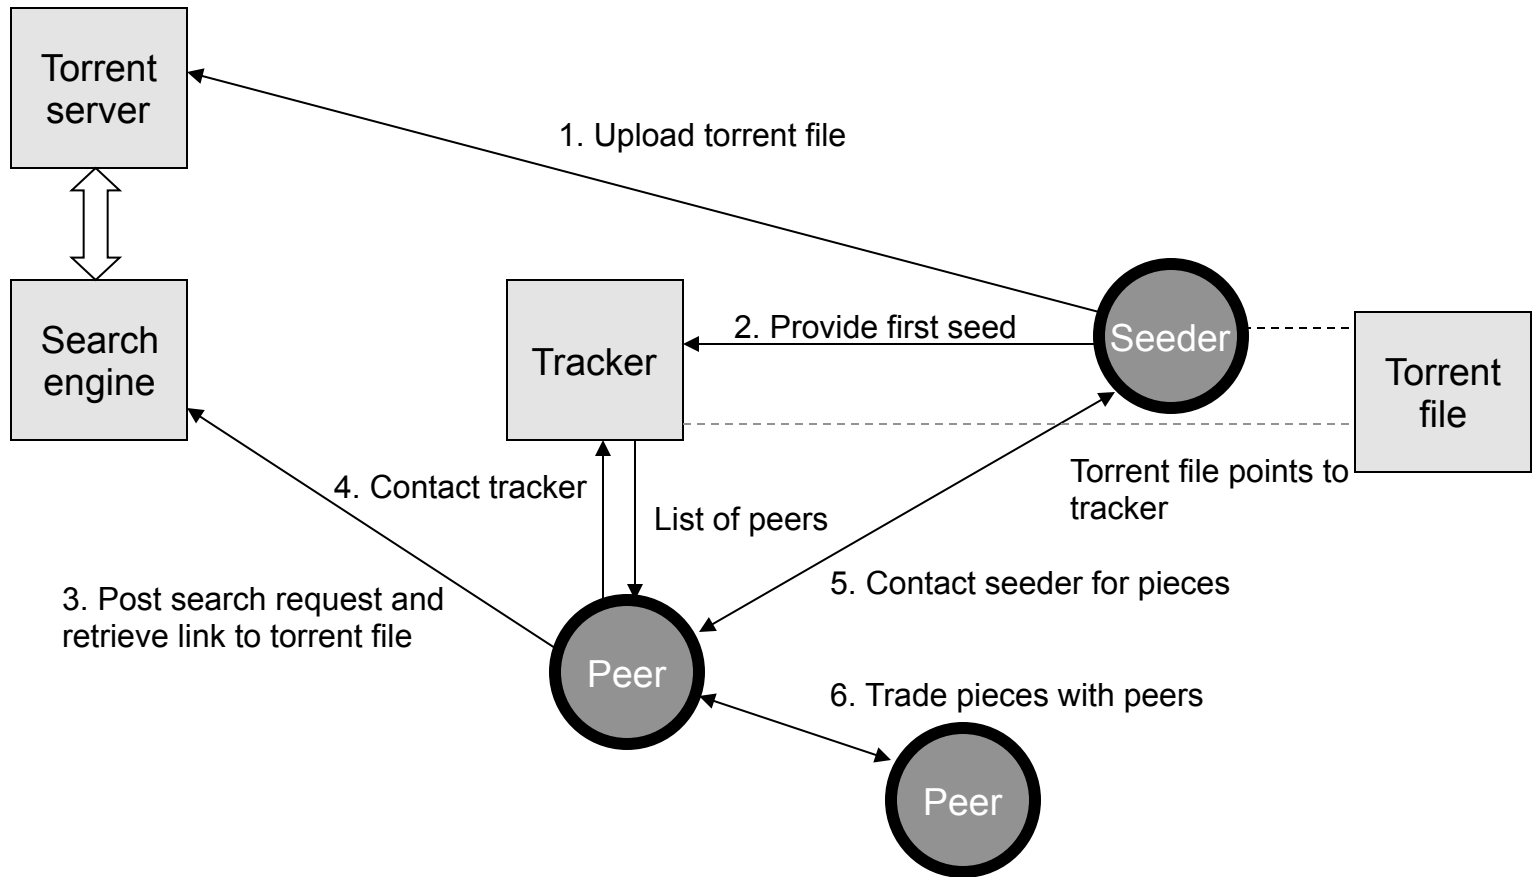 Torrent
server
1. Upload torrent file
Search
engine
Tracker
2. Provide first seed
Seeder
Torrent
file
4. Contact tracker
List of peers
Torrent file points to
tracker
3. Post search request and
retrieve link to torrent file
5. Contact seeder for pieces
Peer
6. Trade pieces with peers
Peer